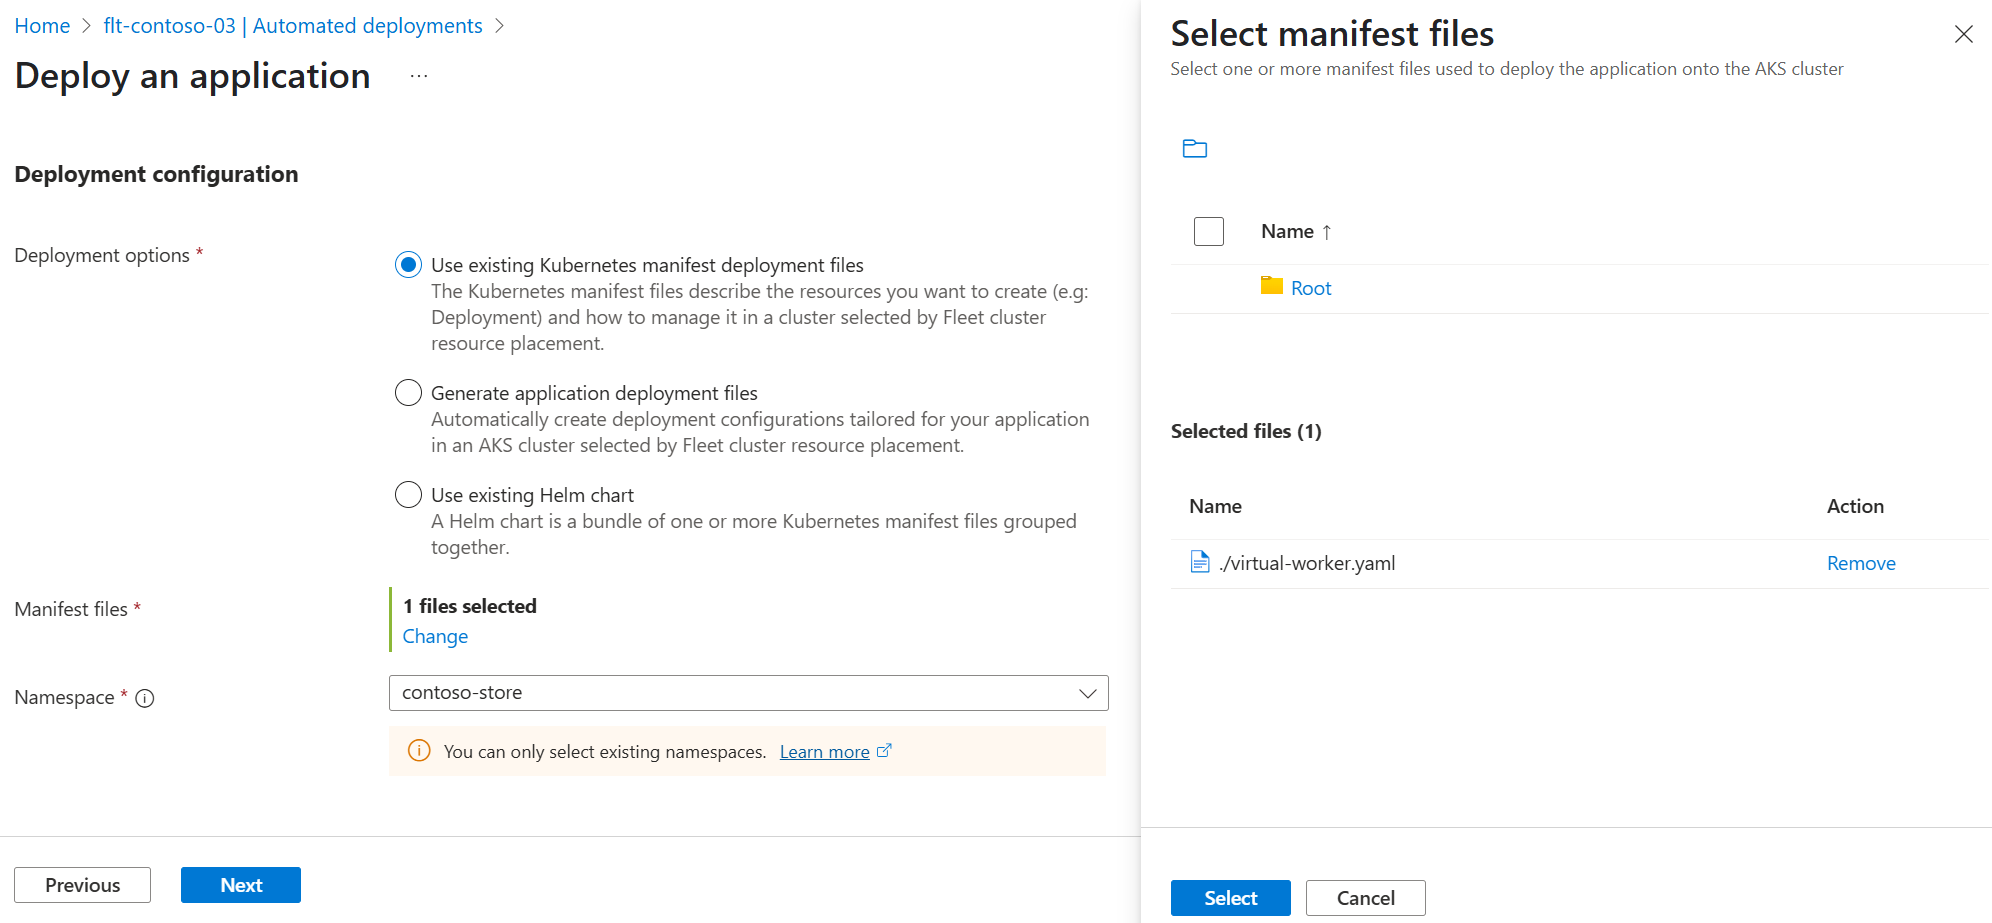 Home > flt-contoso-03 | Automated deployments >
Deploy an application ...
Deployment configuration
Deployment options *
Use existing Kubernetes manifest deployment files
The Kubernetes manifest files describe the resources you want to create (e.g:
Deployment) and how to manage it in a cluster selected by Fleet cluster
resource placement.
Generate application deployment files
Automatically create deployment configurations tailored for your application
in an AKS cluster selected by Fleet cluster resource placement.
Use existing Helm chart
A Helm chart is a bundle of one or more Kubernetes manifest files grouped
together.
Manifest files *
1 files selected
Change
Namespace *
contoso-store
You can only select existing namespaces. Learn more
Previous
Next
Select manifest files
Select one or more manifest files used to deploy the application onto the AKS cluster
Name ↑
Root
Selected files (1)
Name Action
./virtual-worker.yaml Remove
Select
Cancel